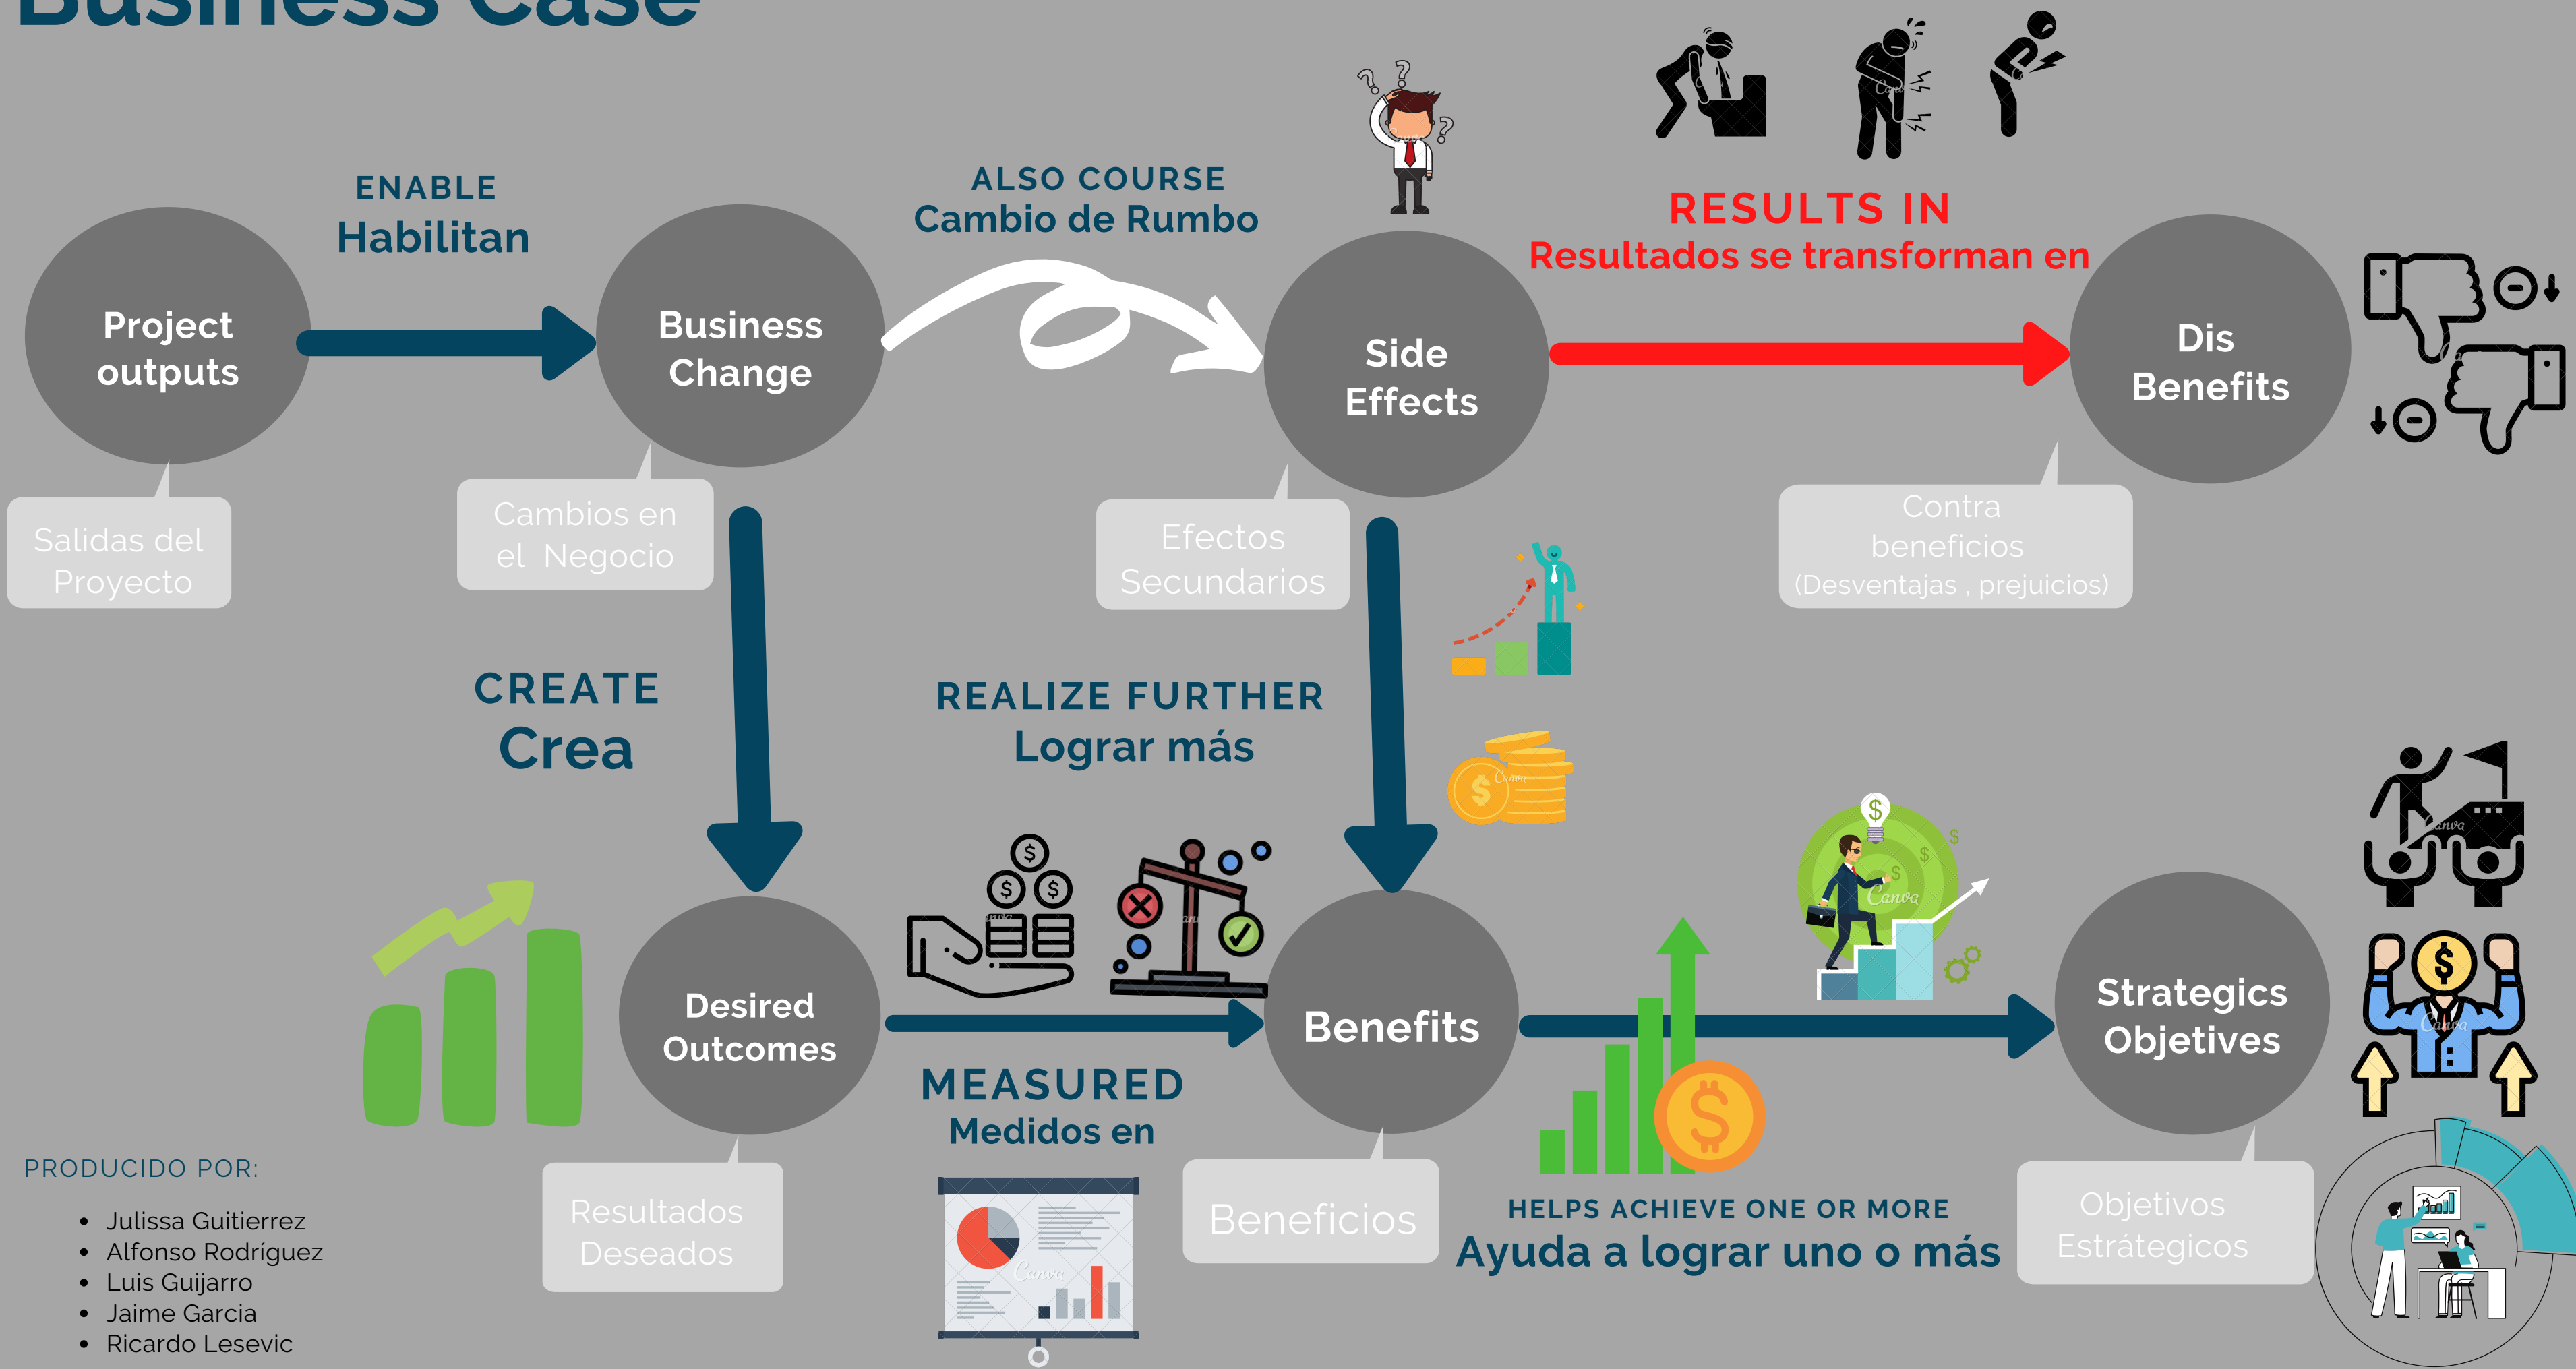 Business Case
ENABLE
Habilitan
ALSO COURSE
Cambio de Rumbo
RESULTS IN
Resultados se transforman en
Project
outputs
Business
Change
Side
Effects
Dis
Benefits
Salidas del
Proyecto
Cambios en
el Negocio
Efectos
Secundarios
Contra
beneficios
(Desventajas , prejuicios)
CREATE
Crea
REALIZE FURTHER
Lograr más
Desired
Outcomes
Benefits
Strategics
Objetives
MEASURED
Medidos en
HELPS ACHIEVE ONE OR MORE
Ayuda a lograr uno o más
Resultados
Deseados
Beneficios
Objetivos
Estrátegicos
PRODUCIDO POR:
• Julissa Guitierrez
• Alfonso Rodríguez
• Luis Guijarro
• Jaime Garcia
• Ricardo Lesevic
Canva